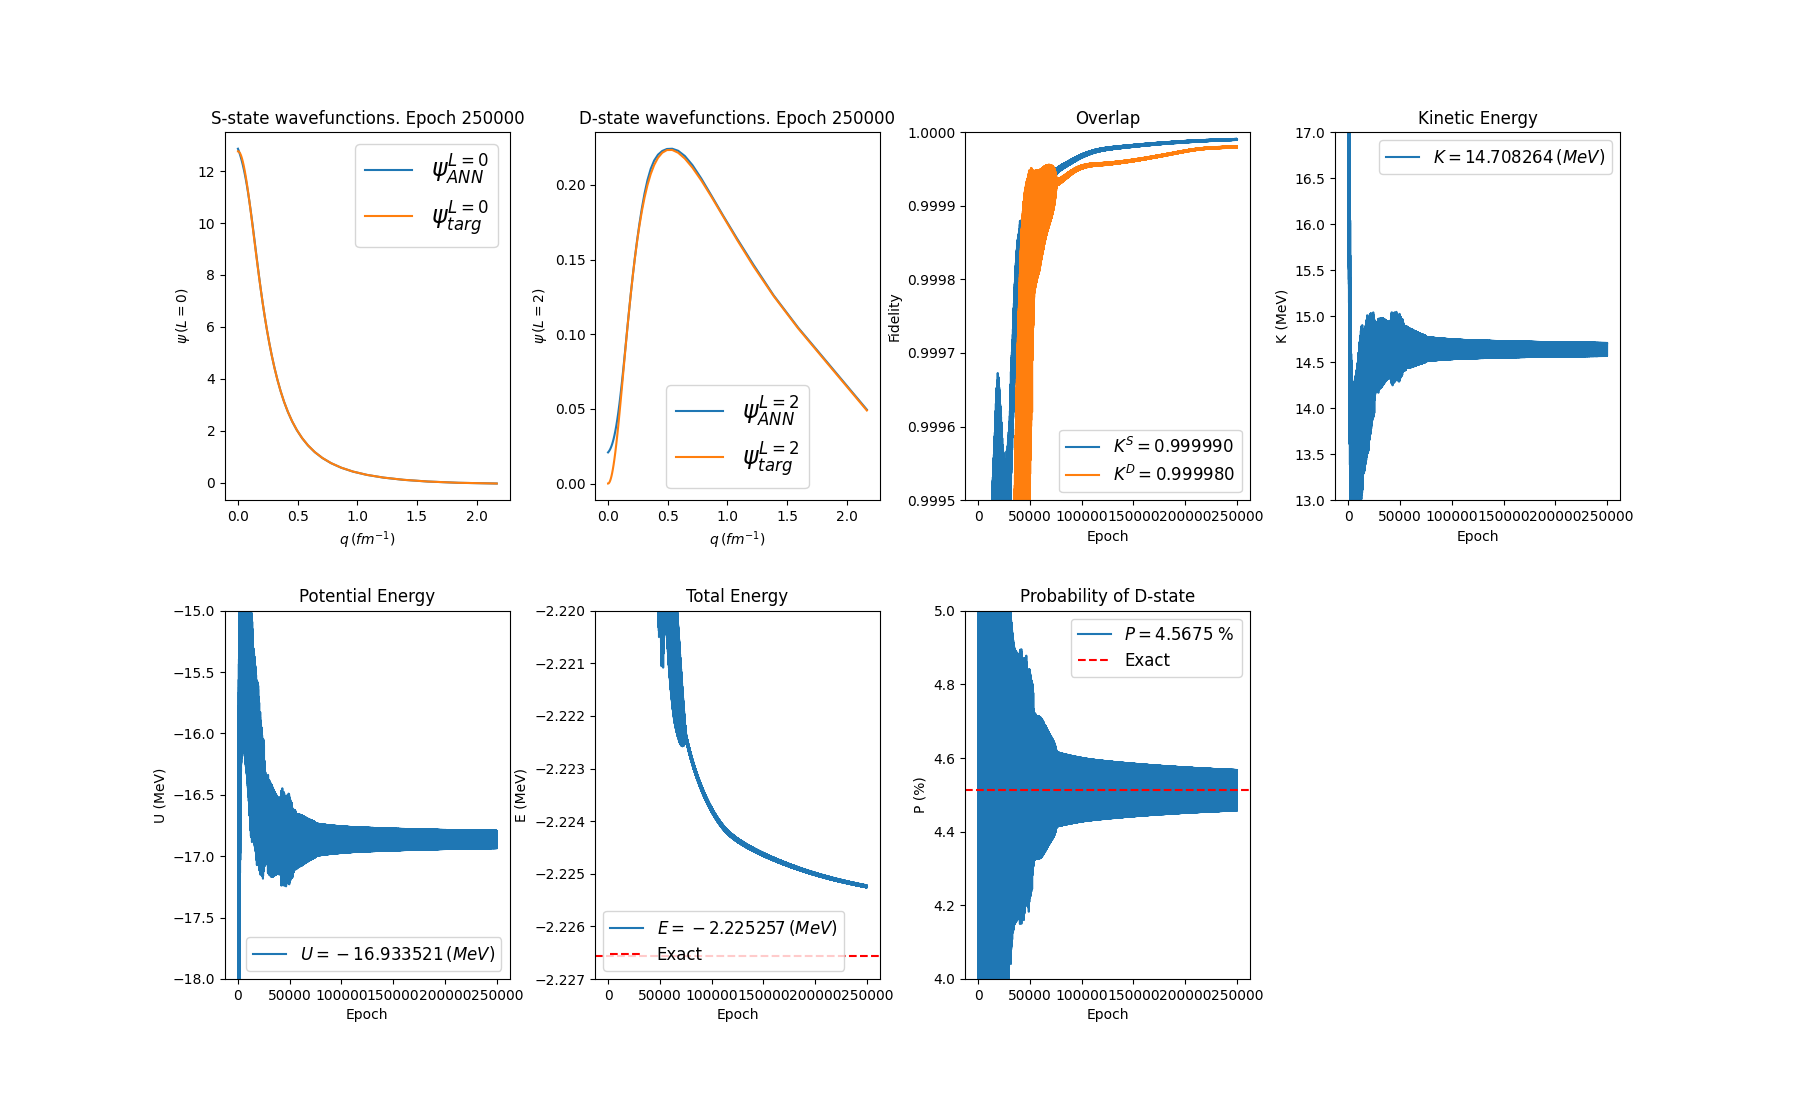 S-state wavefunctions. Epoch 250000
12
10
8
6
4
2
0
ψ(L = 0)
0.0 0.5 1.0 1.5 2.0
q (fm⁻¹)
ψ_{ANN}^{L=0}
ψ_{targ}^{L=0}
D-state wavefunctions. Epoch 250000
0.20
0.15
0.10
0.05
0.00
ψ(L = 2)
0.0 0.5 1.0 1.5 2.0
q (fm⁻¹)
ψ_{ANN}^{L=2}
ψ_{targ}^{L=2}
Overlap
1.0000
0.9999
0.9998
0.9997
0.9996
0.9995
Fidelity
0 50000 100000 150000 200000 250000
Epoch
K^S = 0.999990
K^D = 0.999980
Kinetic Energy
17.0
16.5
16.0
15.5
15.0
14.5
14.0
13.5
13.0
K (MeV)
0 50000 100000 150000 200000 250000
Epoch
K = 14.708264 (MeV)
Potential Energy
−15.0
−15.5
−16.0
−16.5
−17.0
−17.5
−18.0
U (MeV)
0 50000 100000 150000 200000 250000
Epoch
U = − 16.933521 (MeV)
Total Energy
−2.220
−2.221
−2.222
−2.223
−2.224
−2.225
−2.226
−2.227
E (MeV)
0 50000 100000 150000 200000 250000
Epoch
E = − 2.225257 (MeV)
Exact
Probability of D-state
5.0
4.8
4.6
4.4
4.2
4.0
P (%)
0 50000 100000 150000 200000 250000
Epoch
P = 4.5675 %
Exact